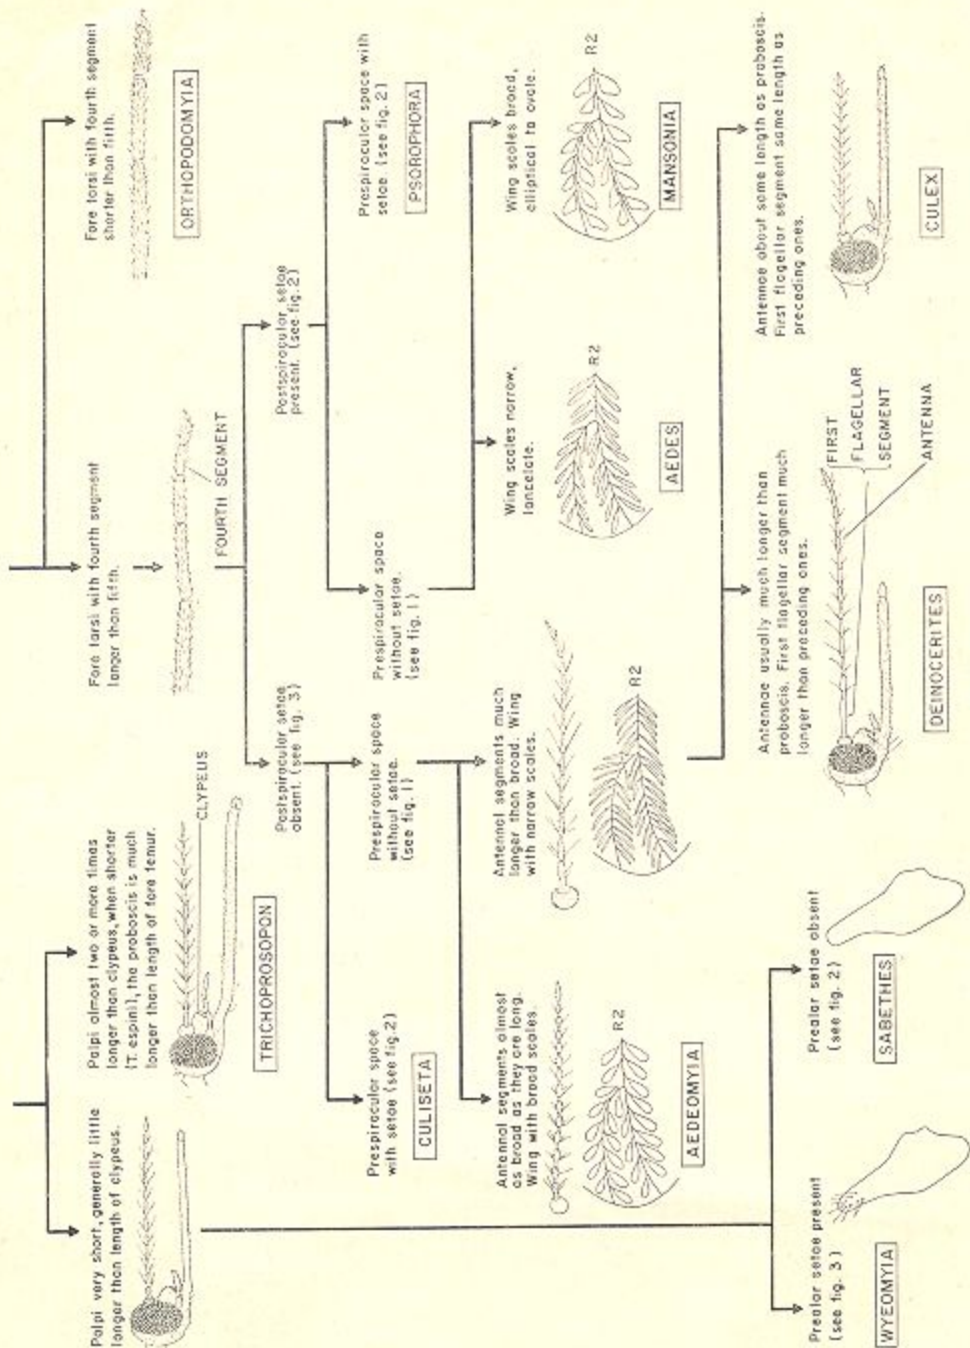 Palpi very short, generally little
longer than length of clypeus.
Palpi almost two or more times
longer than clypeus, when shorter
(T. espini), the proboscis is much
longer than length of fore femur.
CLYPEUS
TRICHOPROSOPON
Fore tarsi with fourth segment
longer than fifth.
FOURTH SEGMENT
Fore tarsi with fourth segment
shorter than fifth.
ORTHOPODOMYIA
Postspiracular setae
absent. (see fig. 3)
Postspiracular setae
present. (see fig. 2)
Prespiracular space
with setae (see fig. 2)
CULISETA
Prespiracular space
without setae.
(see fig. 1)
Prespiracular space
without setae.
(see fig. 1)
Prespiracular space with
setae (see fig. 2)
PSOROPHORA
Antennal segments almost
as broad as they are long.
Wing with broad scales.
R2
AEDEOMYIA
Antennal segments much
longer than broad. Wing
with narrow scales.
R2
Wing scales narrow,
lancelate.
R2
AEDES
Wing scales broad,
elliptical to ovale.
R2
MANSONIA
Prealar setae present
(see fig. 3)
WYEOMYIA
Prealar setae absent
(see fig. 2)
SABETHES
Antennae usually much longer than
proboscis. First flagellar segment much
longer than preceding ones.
FIRST
FLAGELLAR
SEGMENT
ANTENNA
DEINOCERITES
Antennae about same length as proboscis.
First flagellar segment same length as
preceding ones.
CULEX